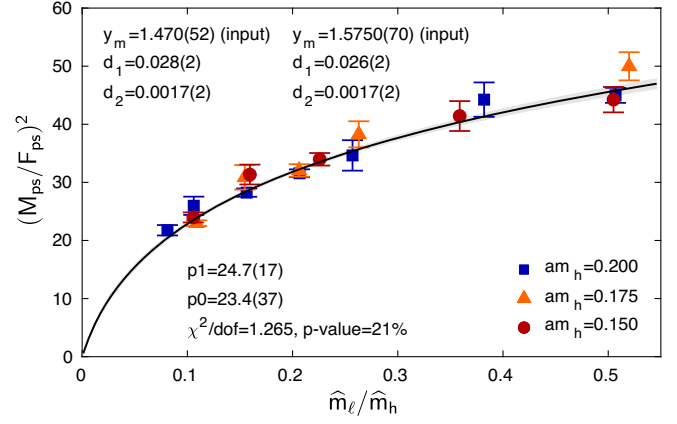 60
50
40
30
20
10
0
(M_ps/F_ps)^2
y_m=1.470(52) (input)
d_1=0.028(2)
d_2=0.0017(2)
y_m=1.5750(70) (input)
d_1=0.026(2)
d_2=0.0017(2)
p1=24.7(17)
p0=23.4(37)
χ^2/dof=1.265, p-value=21%
am_h=0.200
am_h=0.175
am_h=0.150
0 0.1 0.2 0.3 0.4 0.5
m̂_ℓ/m̂_h